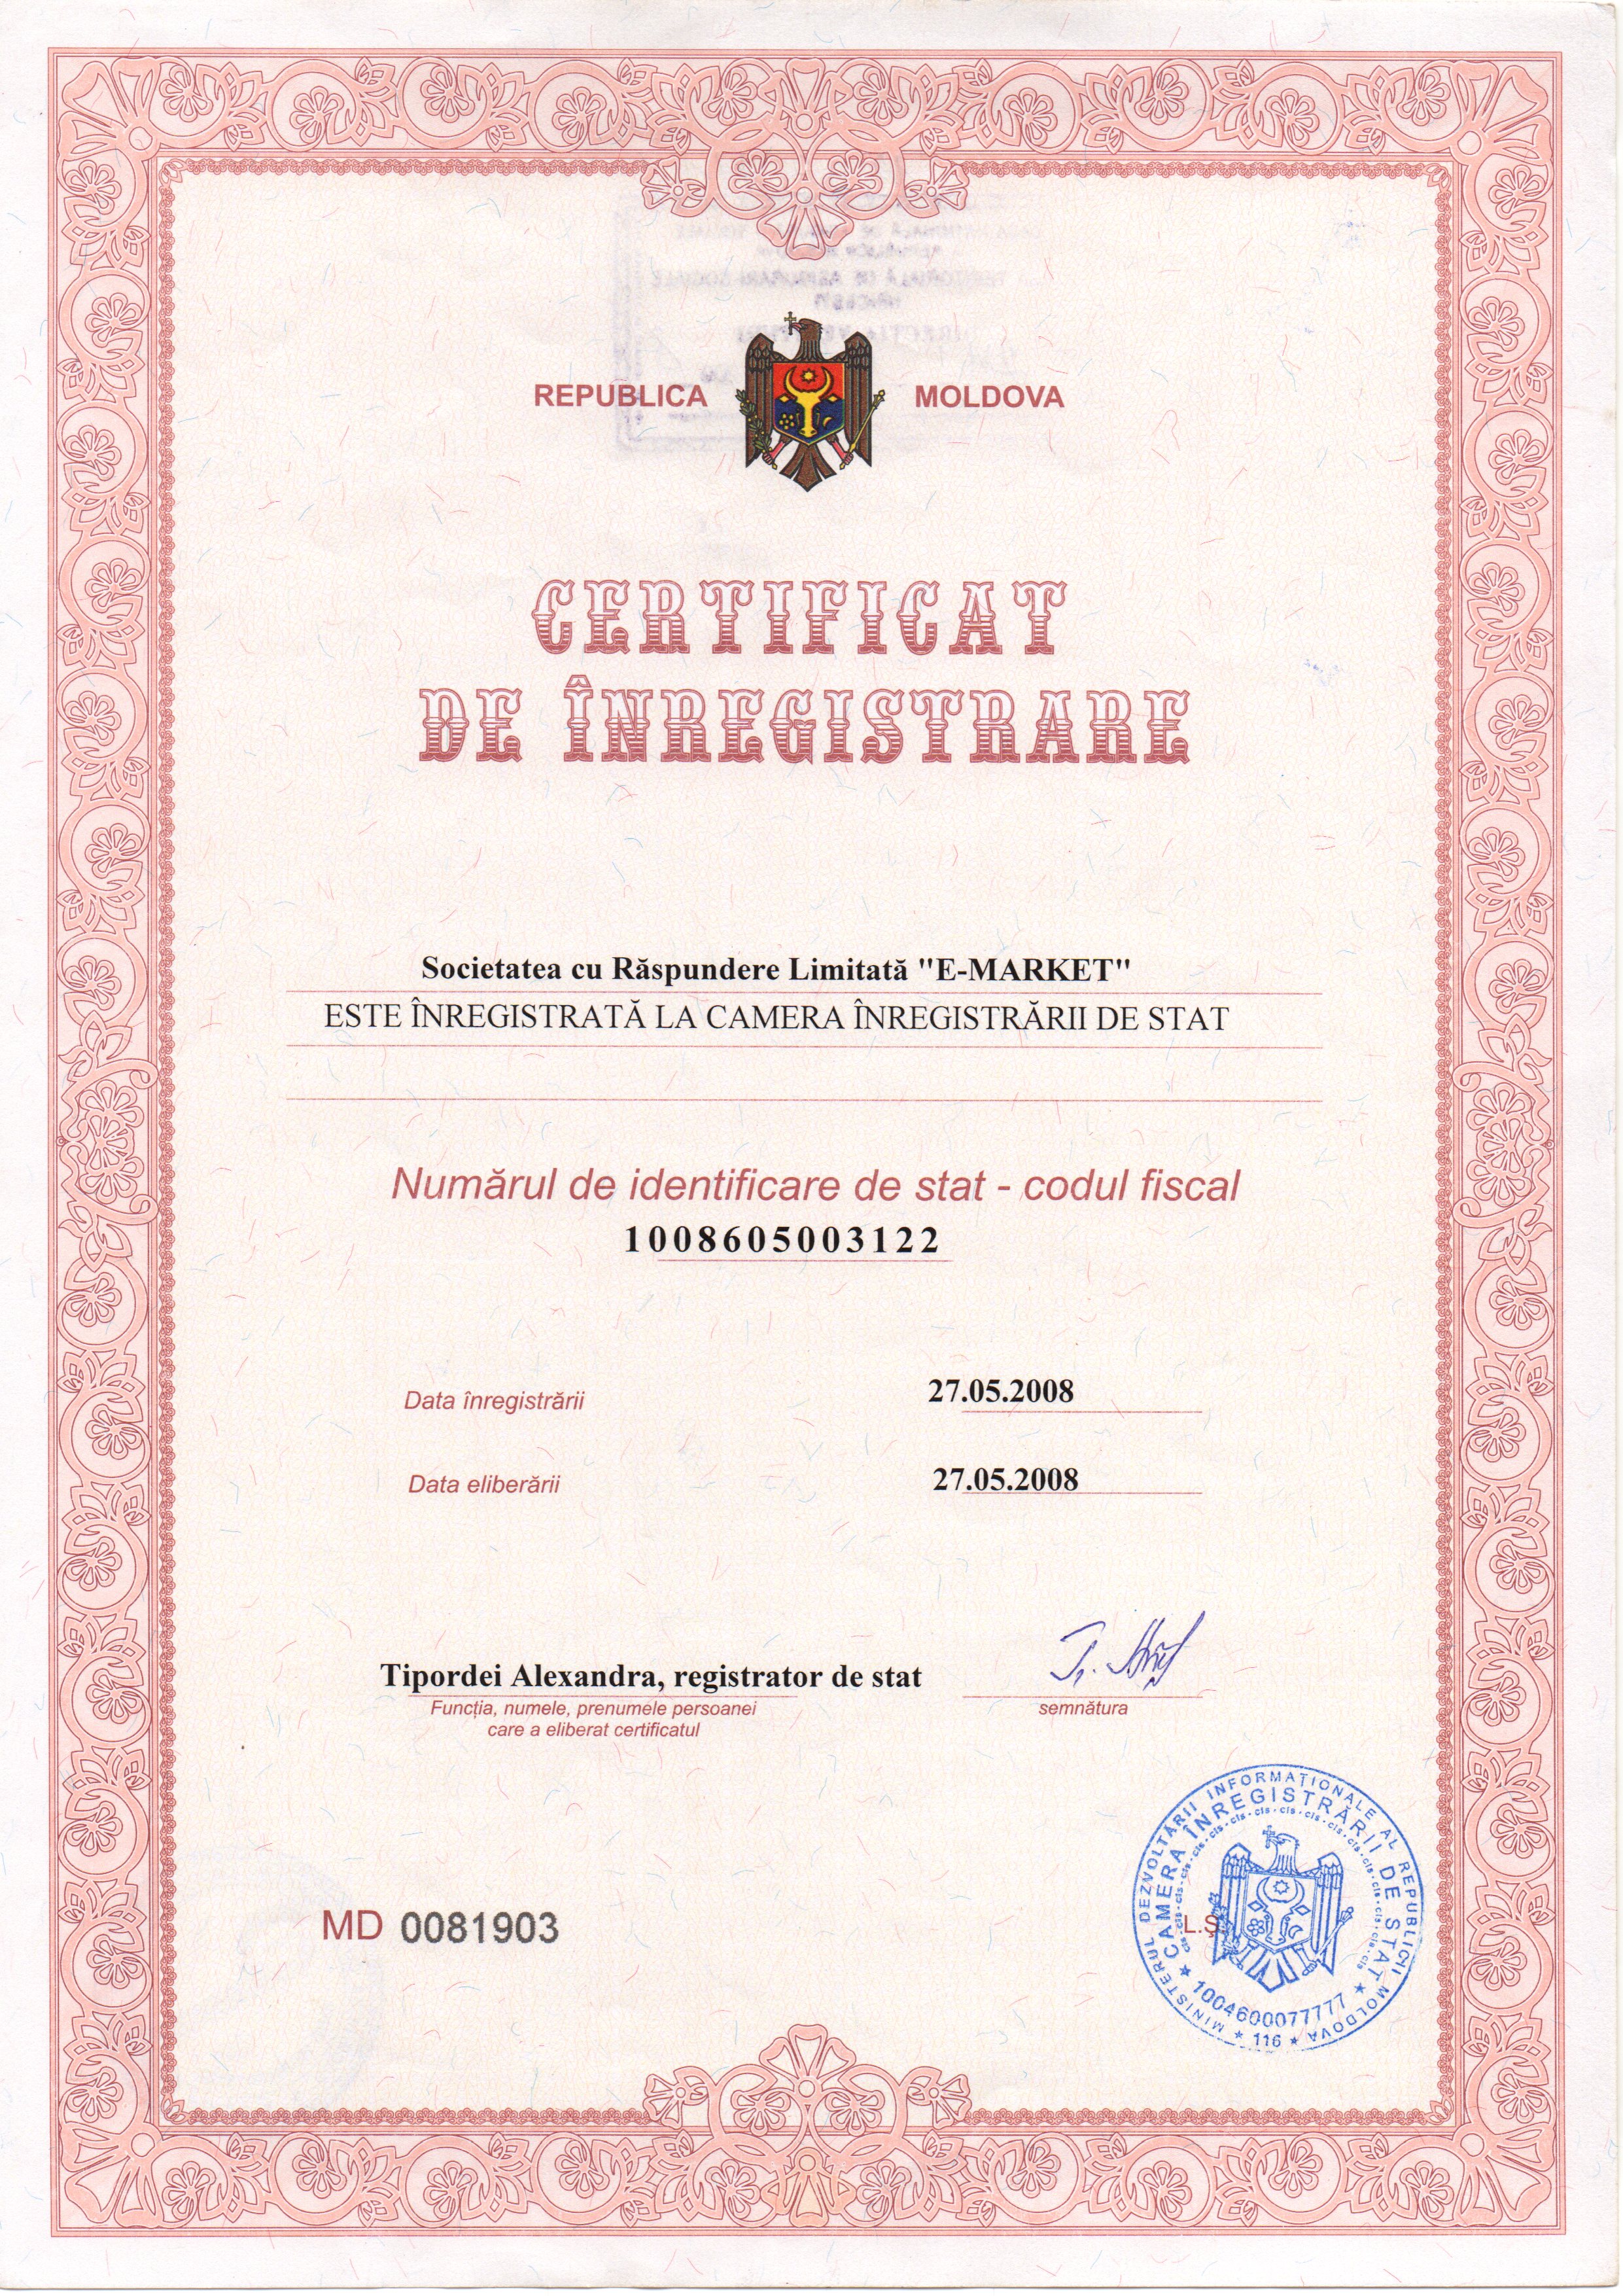 REPUBLICA MOLDOVA
CERTIFICAT
DE ÎNREGISTRARE
Societatea cu Răspundere Limitată "E-MARKET"
ESTE ÎNREGISTRATĂ LA CAMERA ÎNREGISTRĂRII DE STAT
Numărul de identificare de stat - codul fiscal
1008605003122
Data înregistrării 27.05.2008
Data eliberării 27.05.2008
Tipordei Alexandra, registrator de stat
Funcția, numele, prenumele persoanei
care a eliberat certificatul
semnătura
MD 0081903
L.Ș
MINISTERUL DEZVOLTĂRII INFORMAȚIONALE AL REPUBLICII MOLDOVA
★ 116 ★
CAMERA ÎNREGISTRĂRII DE STAT
★ 1004600077777 ★